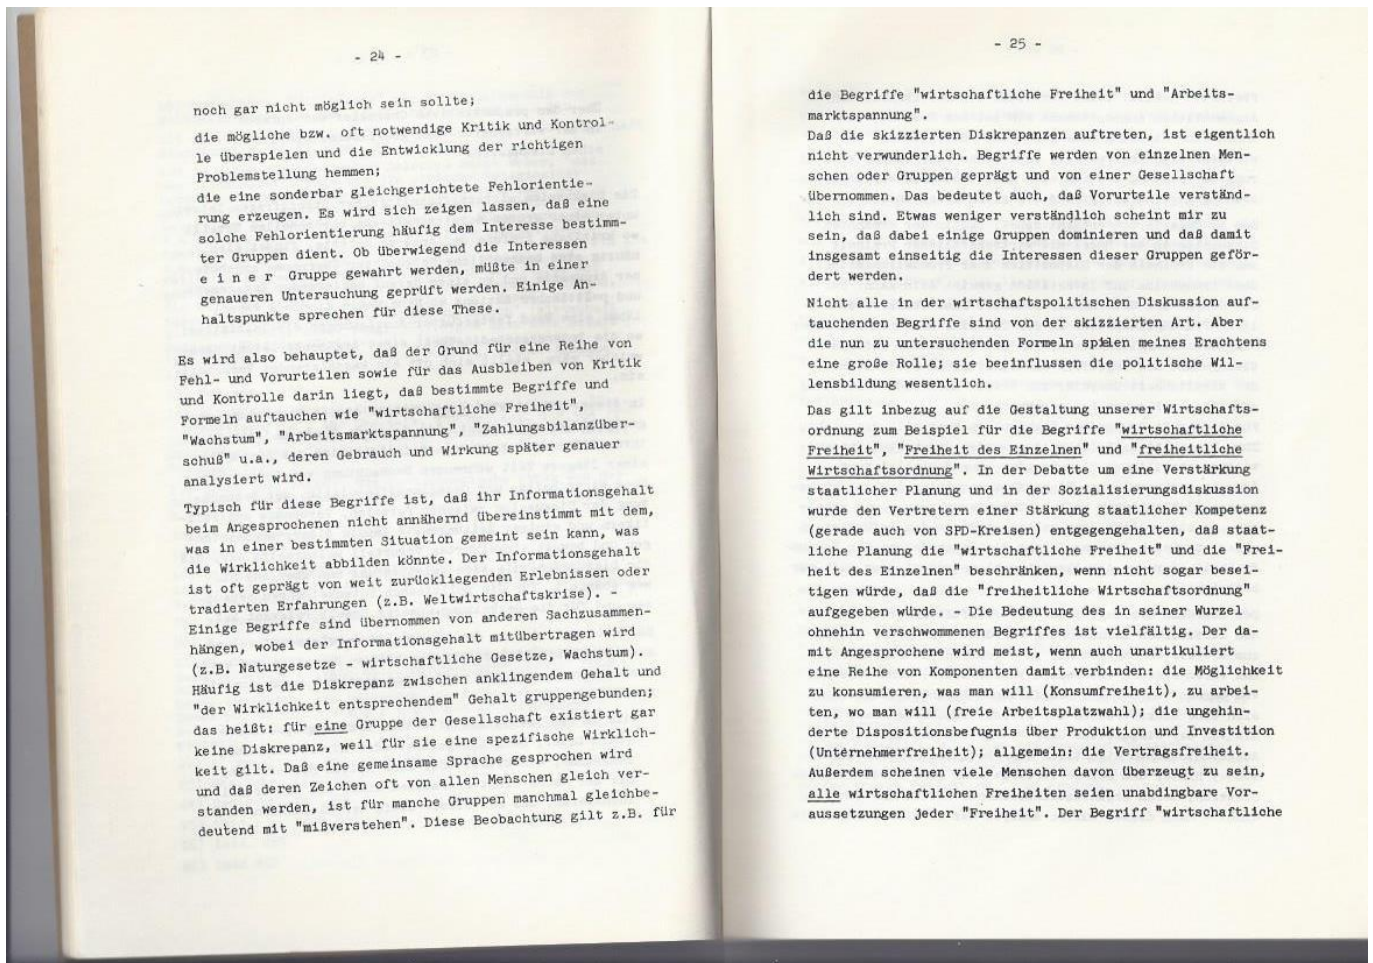 - 24 -
noch gar nicht möglich sein sollte;
die mögliche bzw. oft notwendige Kritik und Kontrol-
le überspielen und die Entwicklung der richtigen
Problemstellung hemmen;
die eine sonderbar gleichgerichtete Fehlorientie-
rung erzeugen. Es wird sich zeigen lassen, daß eine
solche Fehlorientierung häufig dem Interesse bestimm-
ter Gruppen dient. Ob überwiegend die Interessen
e i n e r Gruppe gewahrt werden, müßte in einer
genaueren Untersuchung geprüft werden. Einige An-
haltspunkte sprechen für diese These.
Es wird also behauptet, daß der Grund für eine Reihe von
Fehl- und Vorurteilen sowie für das Ausbleiben von Kritik
und Kontrolle darin liegt, daß bestimmte Begriffe und
Formeln auftauchen wie "wirtschaftliche Freiheit",
"Wachstum", "Arbeitsmarktspannung", "Zahlungsbilanzüber-
schuß" u.a., deren Gebrauch und Wirkung später genauer
analysiert wird.
Typisch für diese Begriffe ist, daß ihr Informationsgehalt
beim Angesprochenen nicht annähernd übereinstimmt mit dem,
was in einer bestimmten Situation gemeint sein kann, was
die Wirklichkeit abbilden könnte. Der Informationsgehalt
ist oft geprägt von weit zurückliegenden Erlebnissen oder
tradierten Erfahrungen (z.B. Weltwirtschaftskrise). -
Einige Begriffe sind übernommen von anderen Sachzusammen-
hängen, wobei der Informationsgehalt mitübertragen wird
(z.B. Naturgesetze - wirtschaftliche Gesetze, Wachstum).
Häufig ist die Diskrepanz zwischen anklingendem Gehalt und
"der Wirklichkeit entsprechendem" Gehalt gruppengebunden;
das heißt: für eine Gruppe der Gesellschaft existiert gar
keine Diskrepanz, weil für sie eine spezifische Wirklich-
keit gilt. Daß eine gemeinsame Sprache gesprochen wird
und daß deren Zeichen oft von allen Menschen gleich ver-
standen werden, ist für manche Gruppen manchmal gleichbe-
deutend mit "mißverstehen". Diese Beobachtung gilt z.B. für
- 25 -
die Begriffe "wirtschaftliche Freiheit" und "Arbeits-
marktspannung".
Daß die skizzierten Diskrepanzen auftreten, ist eigentlich
nicht verwunderlich. Begriffe werden von einzelnen Men-
schen oder Gruppen geprägt und von einer Gesellschaft
übernommen. Das bedeutet auch, daß Vorurteile verständ-
lich sind. Etwas weniger verständlich scheint mir zu
sein, daß dabei einige Gruppen dominieren und daß damit
insgesamt einseitig die Interessen dieser Gruppen geför-
dert werden.
Nicht alle in der wirtschaftspolitischen Diskussion auf-
tauchenden Begriffe sind von der skizzierten Art. Aber
die nun zu untersuchenden Formeln spielen meines Erachtens
eine große Rolle; sie beeinflussen die politische Wil-
lensbildung wesentlich.
Das gilt inbezug auf die Gestaltung unserer Wirtschafts-
ordnung zum Beispiel für die Begriffe "wirtschaftliche
Freiheit", "Freiheit des Einzelnen" und "freiheitliche
Wirtschaftsordnung". In der Debatte um eine Verstärkung
staatlicher Planung und in der Sozialisierungsdiskussion
wurde den Vertretern einer Stärkung staatlicher Kompetenz
(gerade auch von SPD-Kreisen) entgegengehalten, daß staat-
liche Planung die "wirtschaftliche Freiheit" und die "Frei-
heit des Einzelnen" beschränken, wenn nicht sogar besei-
tigen würde, daß die "freiheitliche Wirtschaftsordnung"
aufgegeben würde. - Die Bedeutung des in seiner Wurzel
ohnehin verschwommenen Begriffes ist vielfältig. Der da-
mit Angesprochene wird meist, wenn auch unartikuliert
eine Reihe von Komponenten damit verbinden: die Möglichkeit
zu konsumieren, was man will (Konsumfreiheit), zu arbei-
ten, wo man will (freie Arbeitsplatzwahl); die ungehin-
derte Dispositionsbefugnis über Produktion und Investition
(Unternehmerfreiheit); allgemein: die Vertragsfreiheit.
Außerdem scheinen viele Menschen davon überzeugt zu sein,
alle wirtschaftlichen Freiheiten seien unabdingbare Vor-
aussetzungen jeder "Freiheit". Der Begriff "wirtschaftliche